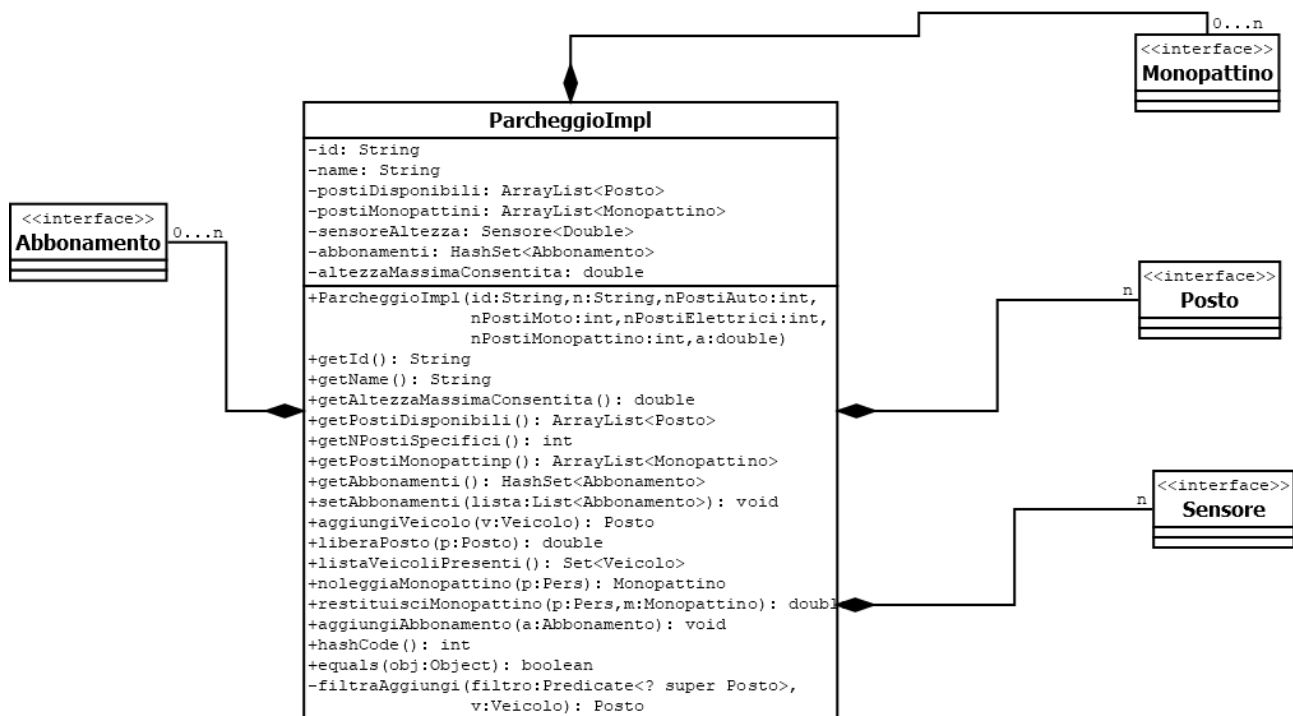 0...n
<<interface>>
Monopattino
ParcheggioImpl
-id: String
-name: String
-postiDisponibili: ArrayList<Posto>
-postiMonopattini: ArrayList<Monopattino>
-sensoreAltezza: Sensore<Double>
-abbonamenti: HashSet<Abbonamento>
-altezzaMassimaConsentita: double
<<interface>>
Abbonamento
0...n
+ParcheggioImpl(id:String,n:String,nPostiAuto:int,
nPostiMoto:int,nPostiElettrici:int,
nPostiMonopattino:int,a:double)
+getId(): String
+getName(): String
+getAltezzaMassimaConsentita(): double
+getPostiDisponibili(): ArrayList<Posto>
+getNPostiSpecifici(): int
+getPostiMonopattinp(): ArrayList<Monopattino>
+getAbbonamenti(): HashSet<Abbonamento>
+setAbbonamenti(lista:List<Abbonamento>): void
+aggiungiVeicolo(v:Veicolo): Posto
+liberaPosto(p:Posto): double
+listaVeicoliPresenti(): Set<Veicolo>
+noleggiaMonopattino(p:Pers): Monopattino
+restituisciMonopattino(p:Pers,m:Monopattino): doubl
+aggiungiAbbonamento(a:Abbonamento): void
+hashCode(): int
+equals(obj:Object): boolean
-filtraAggiungi(filtro:Predicate<? super Posto>,
v:Veicolo): Posto
<<interface>>
Posto
n
<<interface>>
Sensore
n